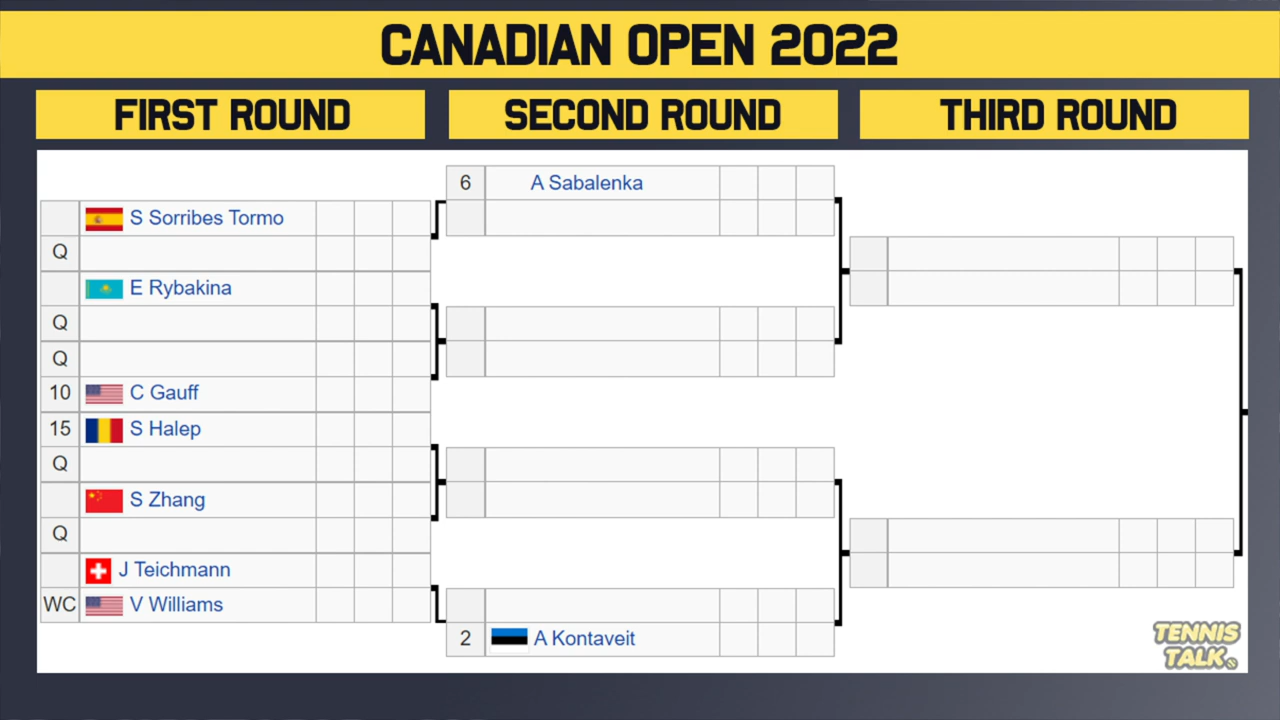 CANADIAN OPEN 2022
FIRST ROUND
SECOND ROUND
THIRD ROUND
6 A Sabalenka
S Sorribes Tormo
Q
E Rybakina
Q
Q
10 C Gauff
15 S Halep
Q
S Zhang
Q
J Teichmann
WC V Williams
2 A Kontaveit
TENNIS
TALK